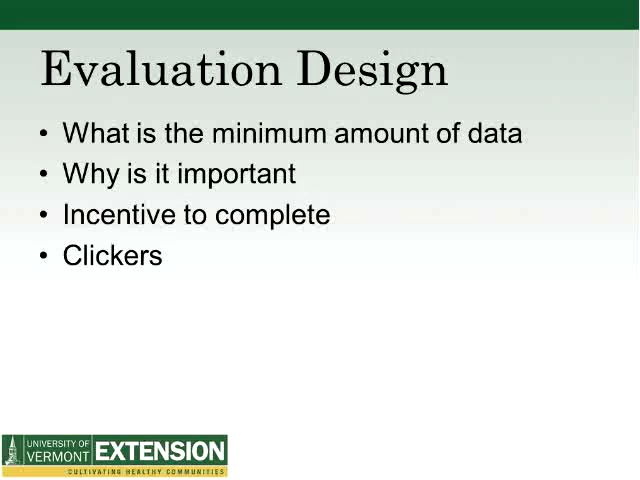 Evaluation Design
• What is the minimum amount of data
• Why is it important
• Incentive to complete
• Clickers
UNIVERSITY OF
VERMONT EXTENSION
CULTIVATING HEALTHY COMMUNITIES